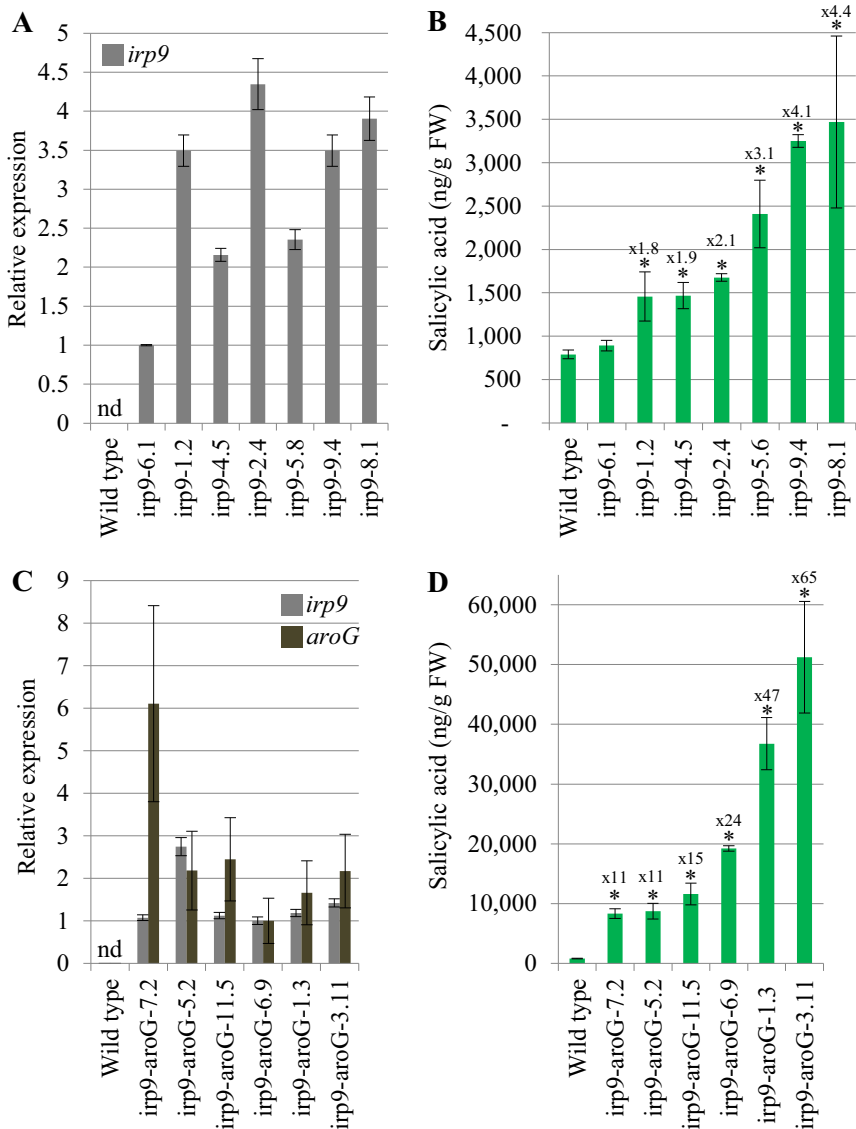 A
irp9
Relative expression
5
4.5
4
3.5
3
2.5
2
1.5
1
0.5
0
nd
Wild type
irp9-6.1
irp9-1.2
irp9-4.5
irp9-2.4
irp9-5.8
irp9-9.4
irp9-8.1
B
Salicylic acid (ng/g FW)
4,500
4,000
3,500
3,000
2,500
2,000
1,500
1,000
500
-
x1.8
*
x1.9
*
x2.1
*
x3.1
*
x4.1
*
x4.4
*
Wild type
irp9-6.1
irp9-1.2
irp9-4.5
irp9-2.4
irp9-5.6
irp9-9.4
irp9-8.1
C
irp9
aroG
Relative expression
9
8
7
6
5
4
3
2
1
0
nd
Wild type
irp9-aroG-7.2
irp9-aroG-5.2
irp9-aroG-11.5
irp9-aroG-6.9
irp9-aroG-1.3
irp9-aroG-3.11
D
Salicylic acid (ng/g FW)
60,000
50,000
40,000
30,000
20,000
10,000
0
x11
*
x11
*
x15
*
x24
*
x47
*
x65
*
Wild type
irp9-aroG-7.2
irp9-aroG-5.2
irp9-aroG-11.5
irp9-aroG-6.9
irp9-aroG-1.3
irp9-aroG-3.11